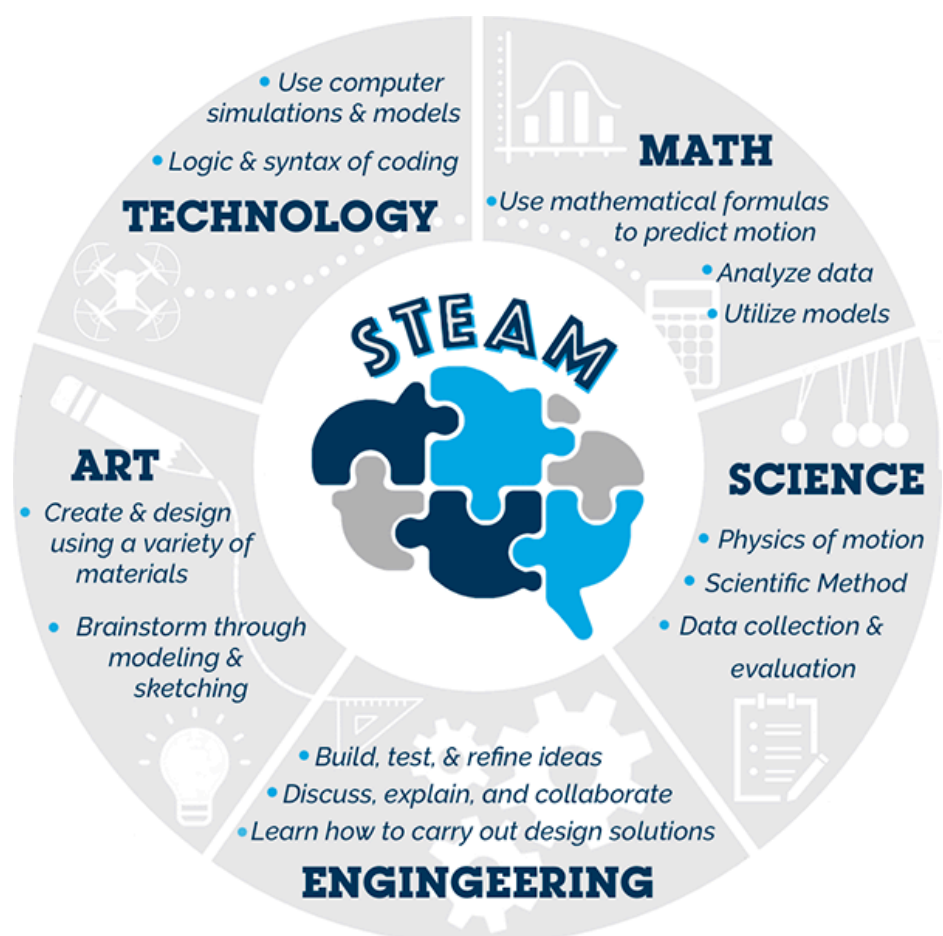 • Use computer
simulations & models
• Logic & syntax of coding
TECHNOLOGY
MATH
• Use mathematical formulas
to predict motion
• Analyze data
• Utilize models
STEAM
ART
• Create & design
using a variety of
materials
• Brainstorm through
modeling &
sketching
SCIENCE
• Physics of motion
• Scientific Method
• Data collection &
evaluation
• Build, test, & refine ideas
• Discuss, explain, and collaborate
• Learn how to carry out design solutions
ENGINGEERING